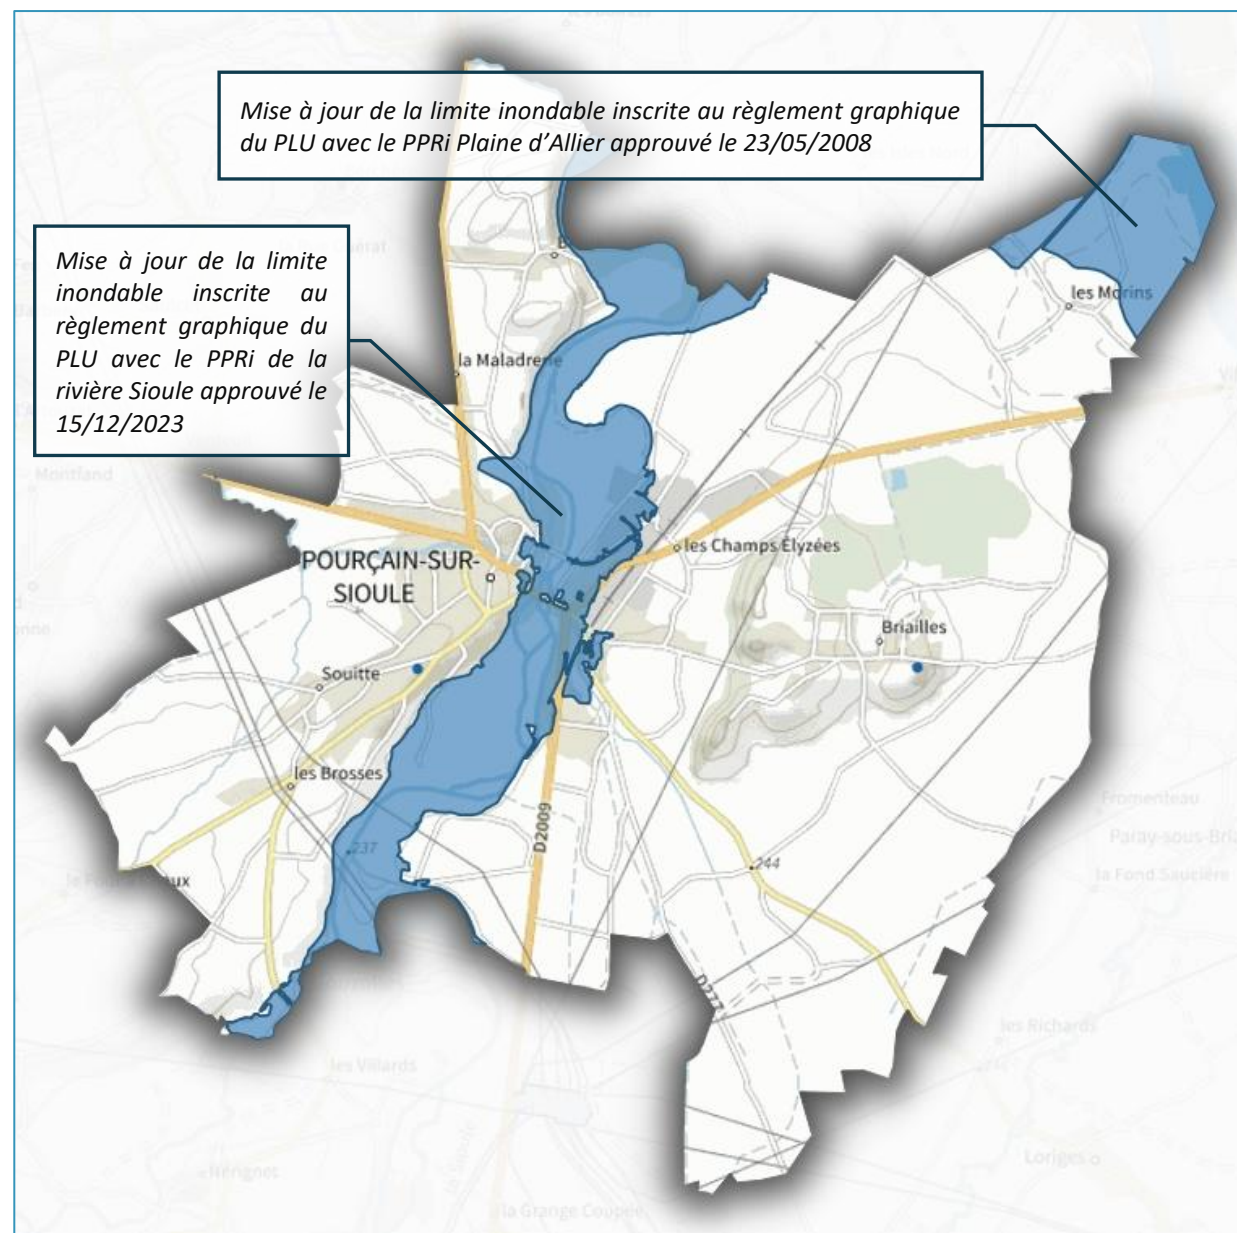 Mise à jour de la limite inondable inscrite au règlement graphique
du PLU avec le PPRi Plaine d'Allier approuvé le 23/05/2008
Mise à jour de la limite
inondable inscrite au
règlement graphique du
PLU avec le PPRi de la
rivière Sioule approuvé le
15/12/2023
les Morins
la Maladrerie
Montland
POURÇAIN-SUR-
SIOULE
les Champs Élyzées
Briailles
Souitte
les Brosses
D2009
237
244
Fromenteau
la Fond Saucière
D277
les Richards
les Villards
Loriges
la Grange Coupée